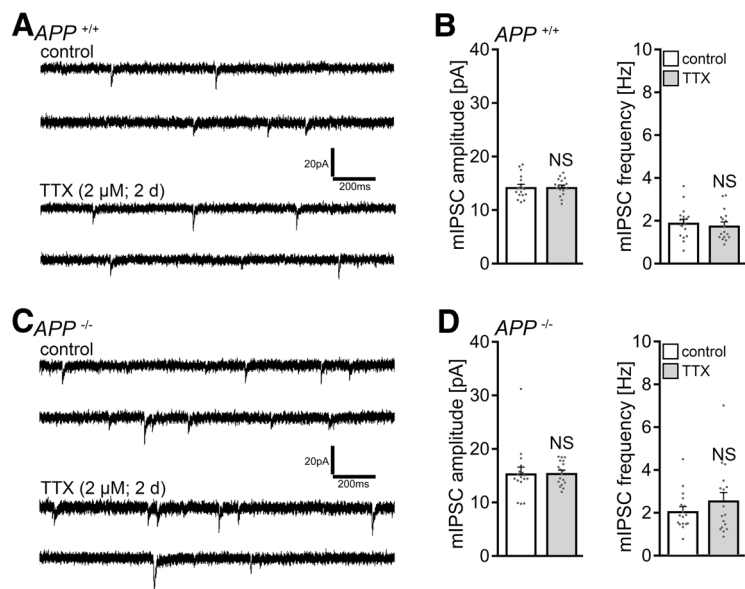 A
APP +/+
control
20pA
200ms
TTX (2 µM; 2 d)
B
APP +/+
mIPSC amplitude [pA]
40
30
20
10
0
NS
mIPSC frequency [Hz]
10
8
6
4
2
0
control
TTX
NS
C
APP -/-
control
20pA
200ms
TTX (2 µM; 2 d)
D
APP -/-
mIPSC amplitude [pA]
40
30
20
10
0
NS
mIPSC frequency [Hz]
10
8
6
4
2
0
control
TTX
NS